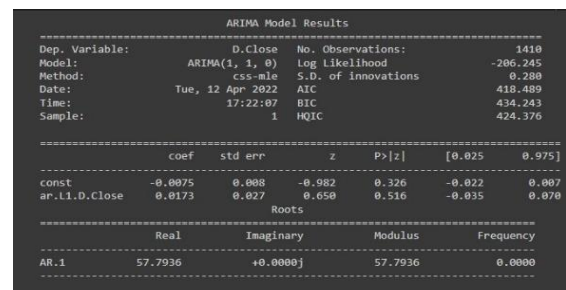 ARIMA Model Results
==============================================================================
Dep. Variable: D.Close No. Observations: 1410
Model: ARIMA(1, 1, 0) Log Likelihood -206.245
Method: css-mle S.D. of innovations 0.280
Date: Tue, 12 Apr 2022 AIC 418.489
Time: 17:22:07 BIC 434.243
Sample: 1 HQIC 424.376
==============================================================================
coef std err z P>|z| [0.025 0.975]
------------------------------------------------------------------------------
const -0.0075 0.008 -0.982 0.326 -0.022 0.007
ar.L1.D.Close 0.0173 0.027 0.650 0.516 -0.035 0.070
Roots
==============================================================================
Real Imaginary Modulus Frequency
------------------------------------------------------------------------------
AR.1 57.7936 +0.0000j 57.7936 0.0000
------------------------------------------------------------------------------